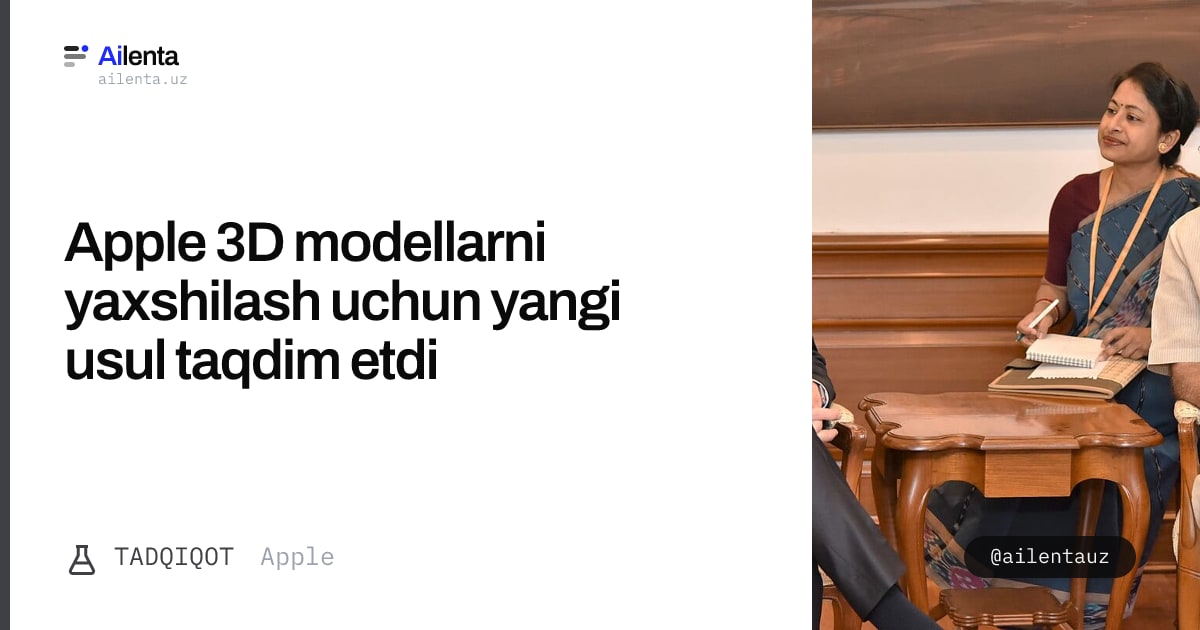 Ailenta
ailenta.uz
Apple 3D modellarni
yaxshilash uchun yangi
usul taqdim etdi
TADQIQOT Apple
@ailentauz